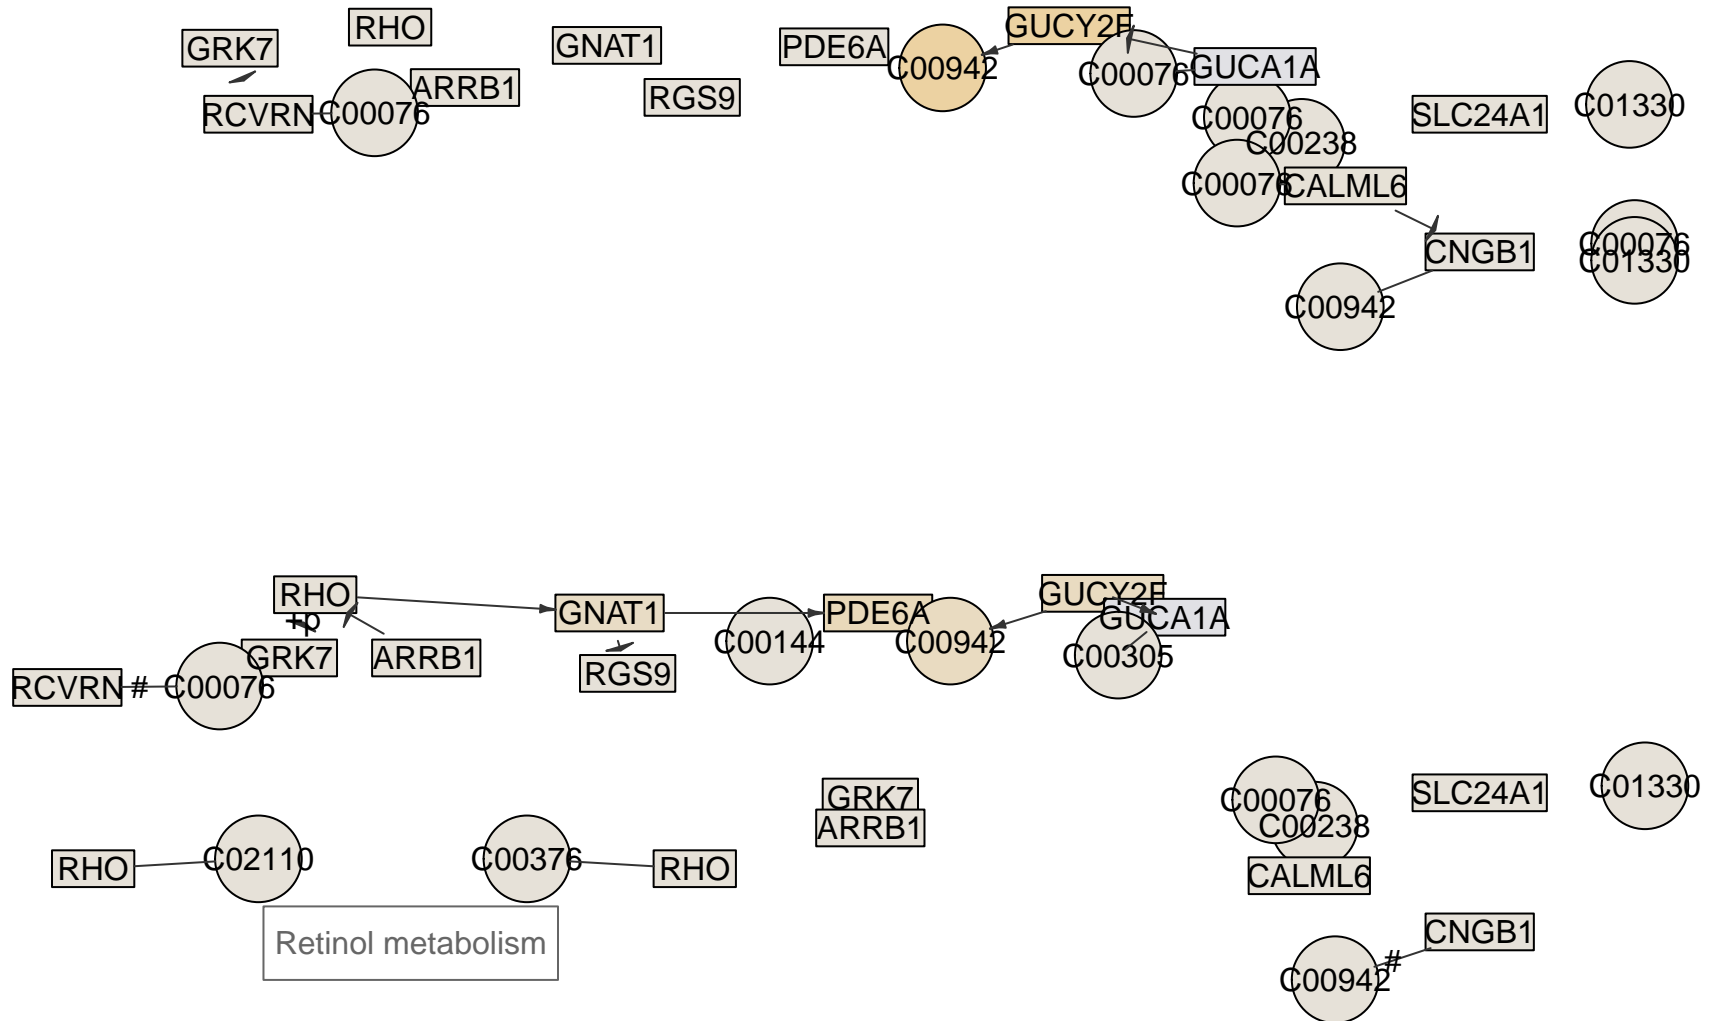 RHO
GRK7
GNAT1
PDE6A
GUCY2F
C00942
C00076
GUCA1A
ARRB1
RGS9
RCVRN
C00076
C00076
C00238
SLC24A1
C01330
C00076
CALML6
C00076
C01330
CNGB1
C00942
RHO
+p
GNAT1
PDE6A
GUCY2F
GUCA1A
GRK7
ARRB1
RGS9
C00144
C00942
C00305
RCVRN
#
C00076
GRK7
ARRB1
C00076
C00238
SLC24A1
C01330
RHO
C02110
C00376
RHO
CALML6
Retinol metabolism
CNGB1
#
C00942